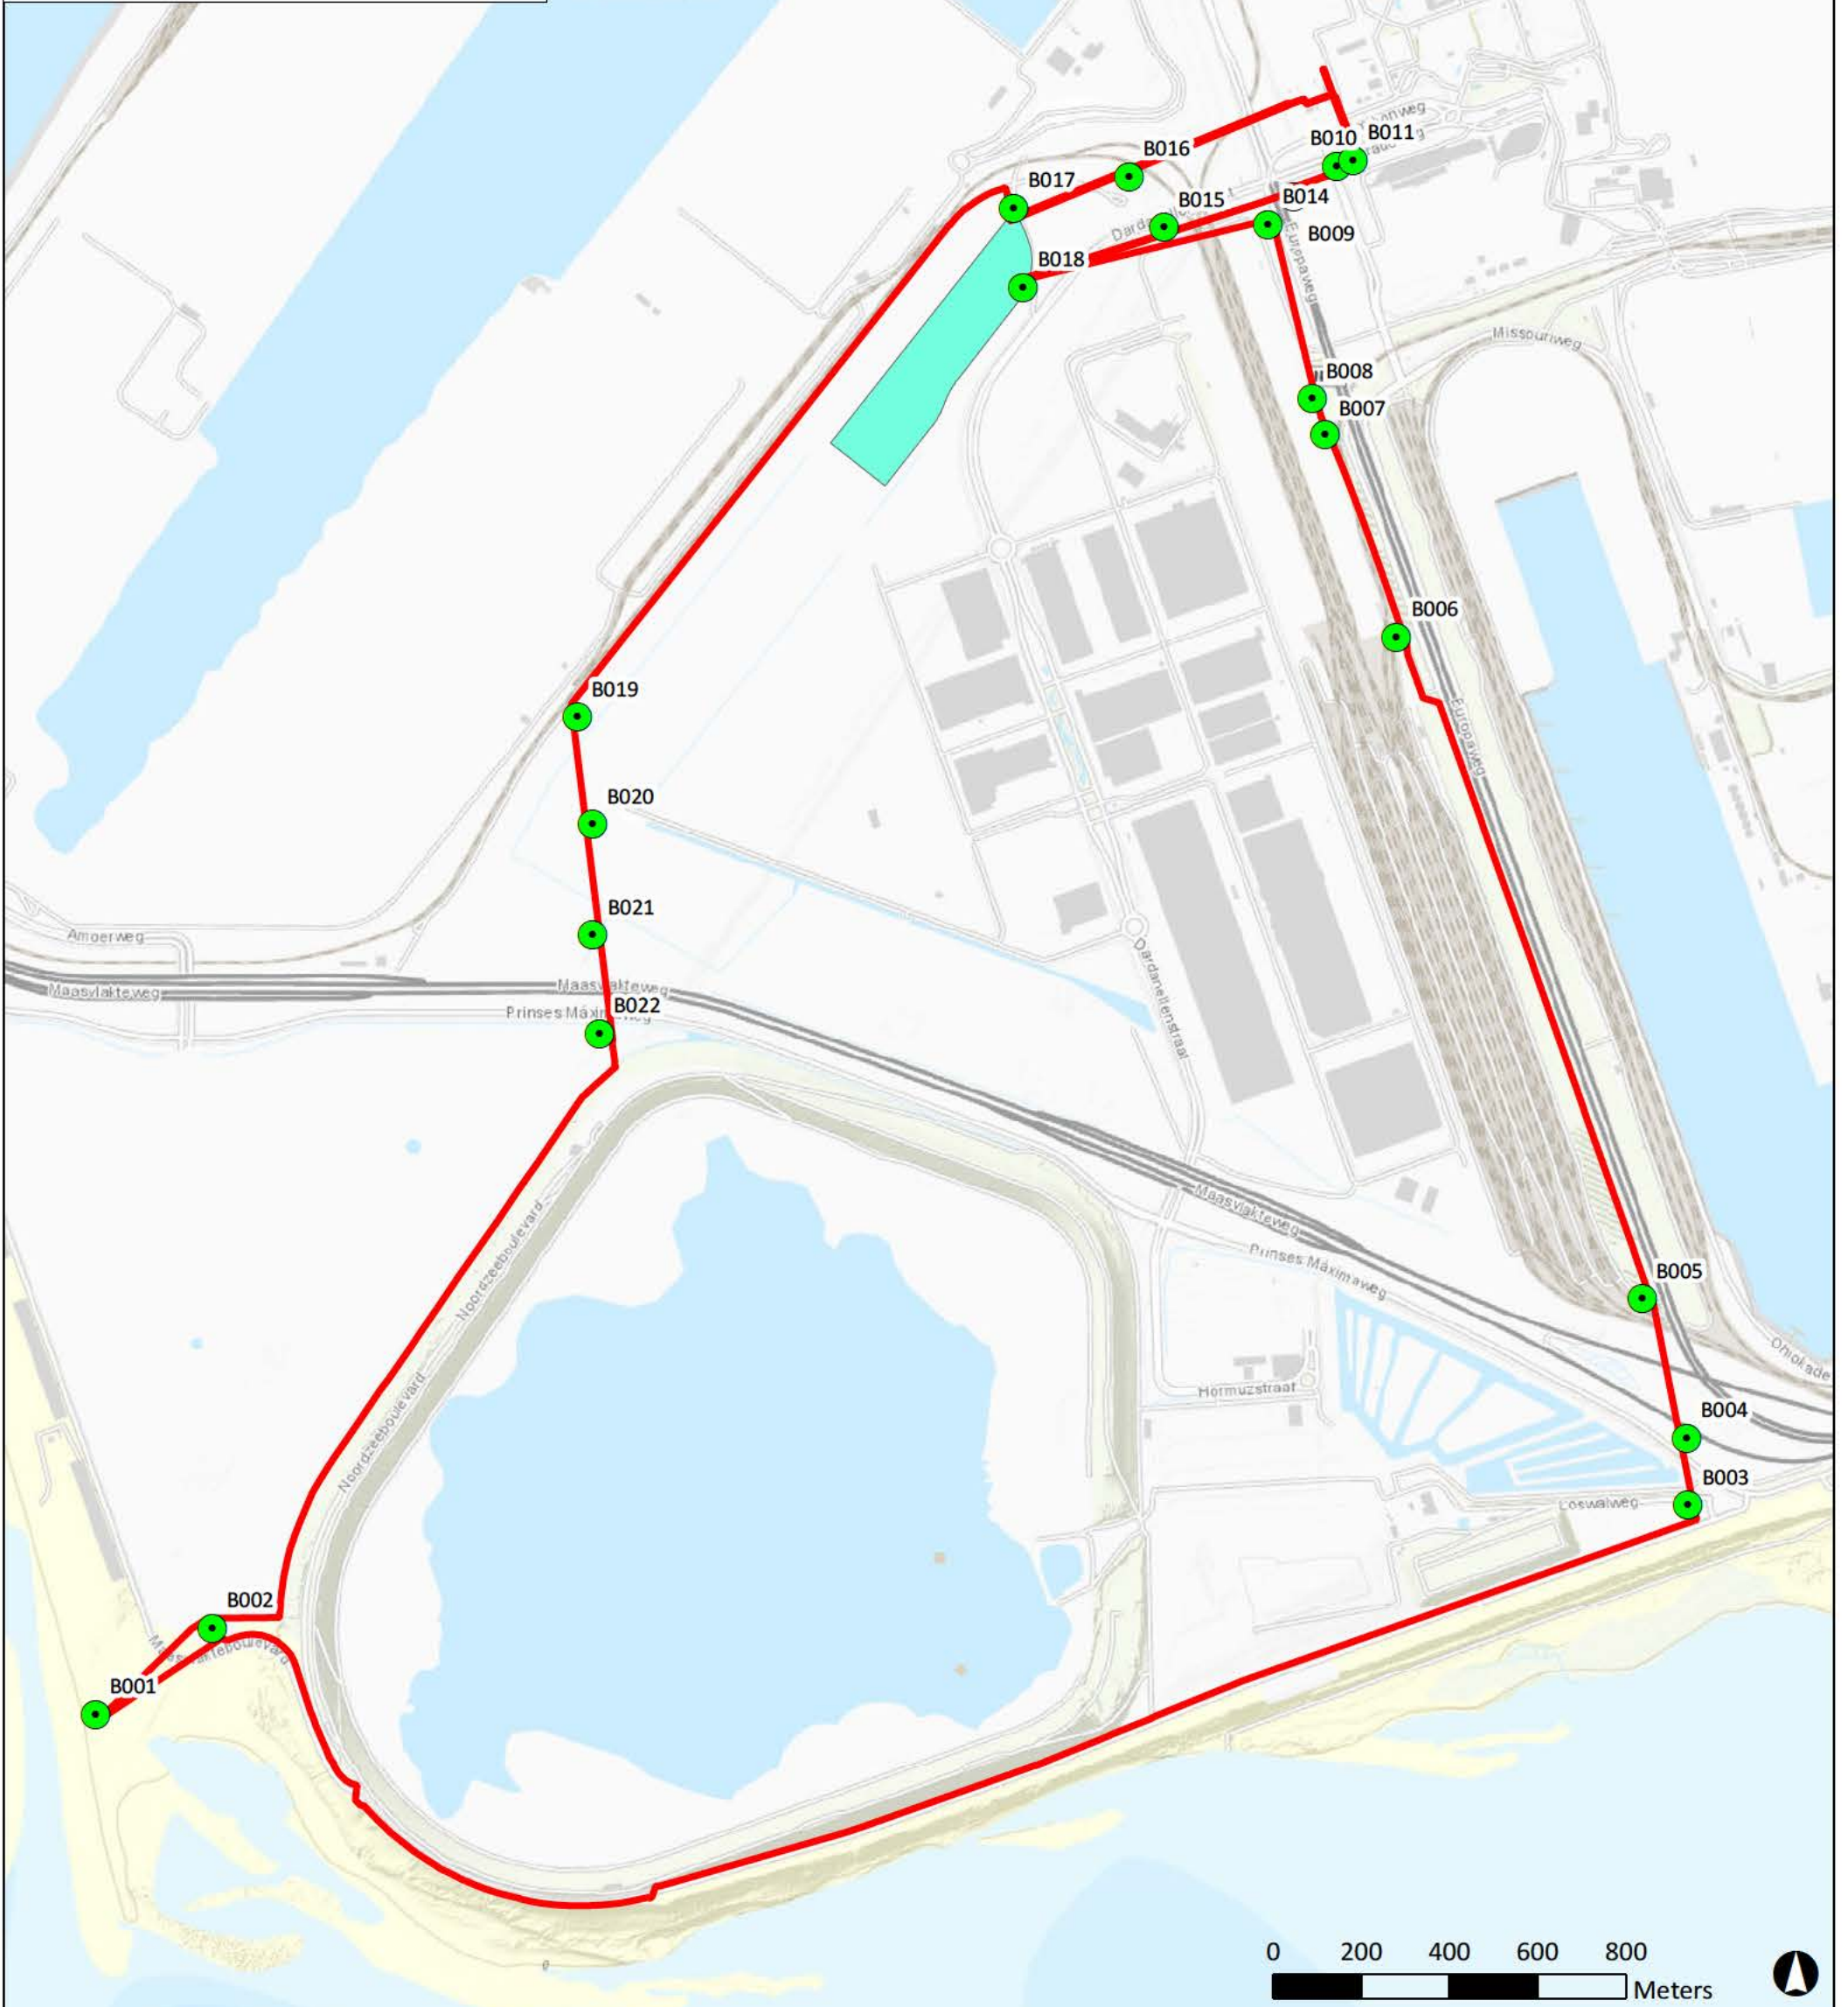 B010
B011
B016
B017
B015
B014
B009
B018
Europaweg
Missouriweg
B008
B007
B006
Europaweg
B019
B020
B021
Amoerweg
Maasvlakteweg
Maasvlakteweg
B022
Dardanellenstraat
Maasvlakteweg
Prinses Máximaweg
Noordzeeboulevard
B005
Ohiokade
Hormuzstraat
Noordzeeboulevard
B004
B003
Loswalweg
B002
B001
0 200 400 600 800
Meters